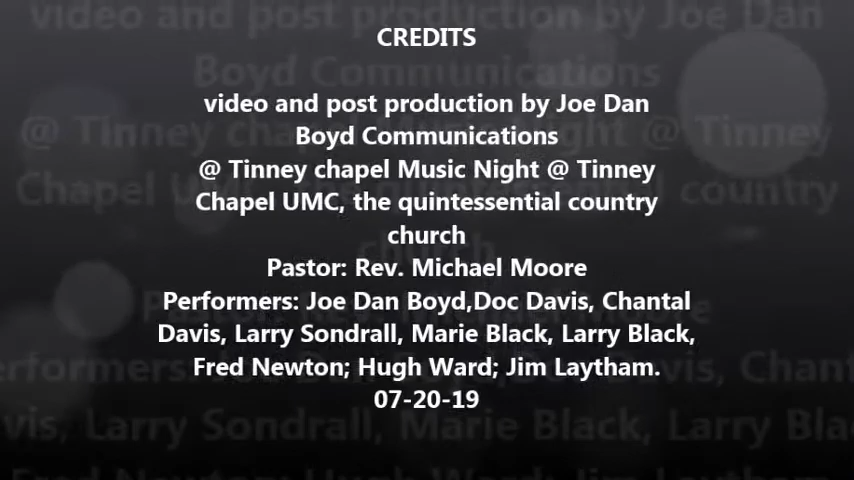 CREDITS
video and post production by Joe Dan
Boyd Communications
@ Tinney chapel Music Night @ Tinney
Chapel UMC, the quintessential country
church
Pastor: Rev. Michael Moore
Performers: Joe Dan Boyd,Doc Davis, Chantal
Davis, Larry Sondrall, Marie Black, Larry Black,
Fred Newton; Hugh Ward; Jim Laytham.
07-20-19